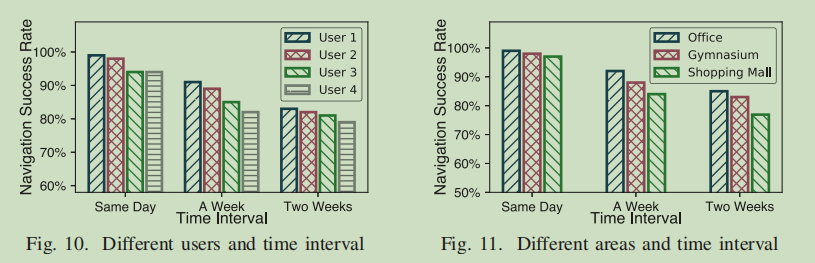 Navigation Success Rate
100%
90%
80%
70%
60%
User 1
User 2
User 3
User 4
Same Day
A Week
Two Weeks
Time Interval
Fig. 10. Different users and time interval
Navigation Success Rate
100%
90%
80%
70%
60%
50%
Office
Gymnasium
Shopping Mall
Same Day
A Week
Two Weeks
Time Interval
Fig. 11. Different areas and time interval